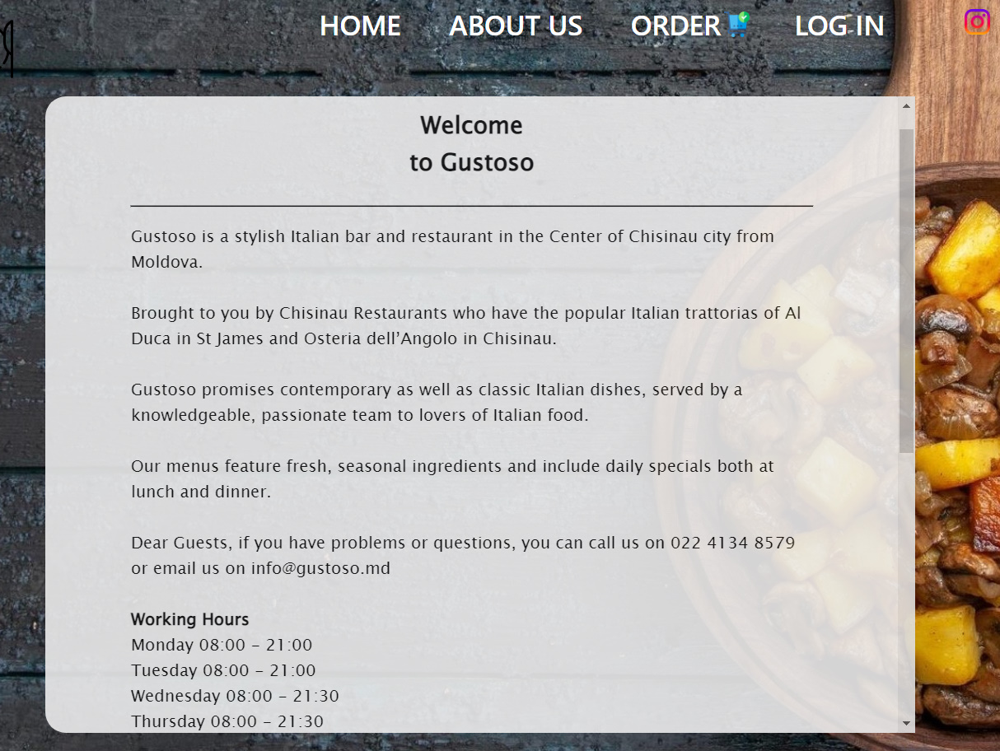 HOME ABOUT US ORDER LOG IN
Welcome
to Gustoso
Gustoso is a stylish Italian bar and restaurant in the Center of Chisinau city from
Moldova.
Brought to you by Chisinau Restaurants who have the popular Italian trattorias of Al
Duca in St James and Osteria dell’Angolo in Chisinau.
Gustoso promises contemporary as well as classic Italian dishes, served by a
knowledgeable, passionate team to lovers of Italian food.
Our menus feature fresh, seasonal ingredients and include daily specials both at
lunch and dinner.
Dear Guests, if you have problems or questions, you can call us on 022 4134 8579
or email us on info@gustoso.md
Working Hours
Monday 08:00 – 21:00
Tuesday 08:00 – 21:00
Wednesday 08:00 – 21:30
Thursday 08:00 – 21:30